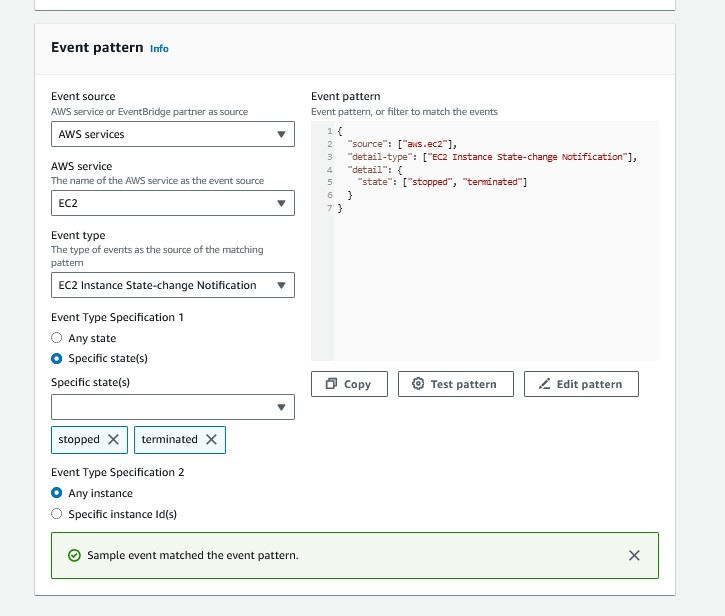 Event pattern Info
Event source
AWS service or EventBridge partner as source
AWS services
AWS service
The name of the AWS service as the event source
EC2
Event type
The type of events as the source of the matching
pattern
EC2 Instance State-change Notification
Event Type Specification 1
Any state
Specific state(s)
Specific state(s)
stopped
terminated
Event Type Specification 2
Any instance
Specific instance Id(s)
Event pattern
Event pattern, or filter to match the events
1 {
2   "source": ["aws.ec2"],
3   "detail-type": ["EC2 Instance State-change Notification"],
4   "detail": {
5     "state": ["stopped", "terminated"]
6   }
7 }
Copy
Test pattern
Edit pattern
Sample event matched the event pattern.